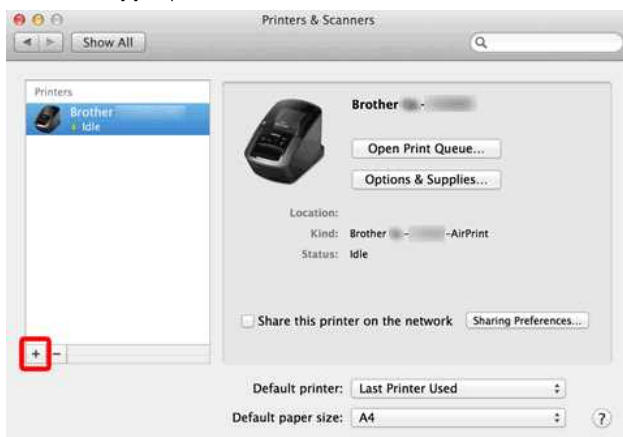 Printers & Scanners
Show All
Printers
Brother
Idle
Brother -
Open Print Queue...
Options & Supplies...
Location:
Kind: Brother - -AirPrint
Status: Idle
Share this printer on the network Sharing Preferences...
+ -
Default printer: Last Printer Used
Default paper size: A4 ?